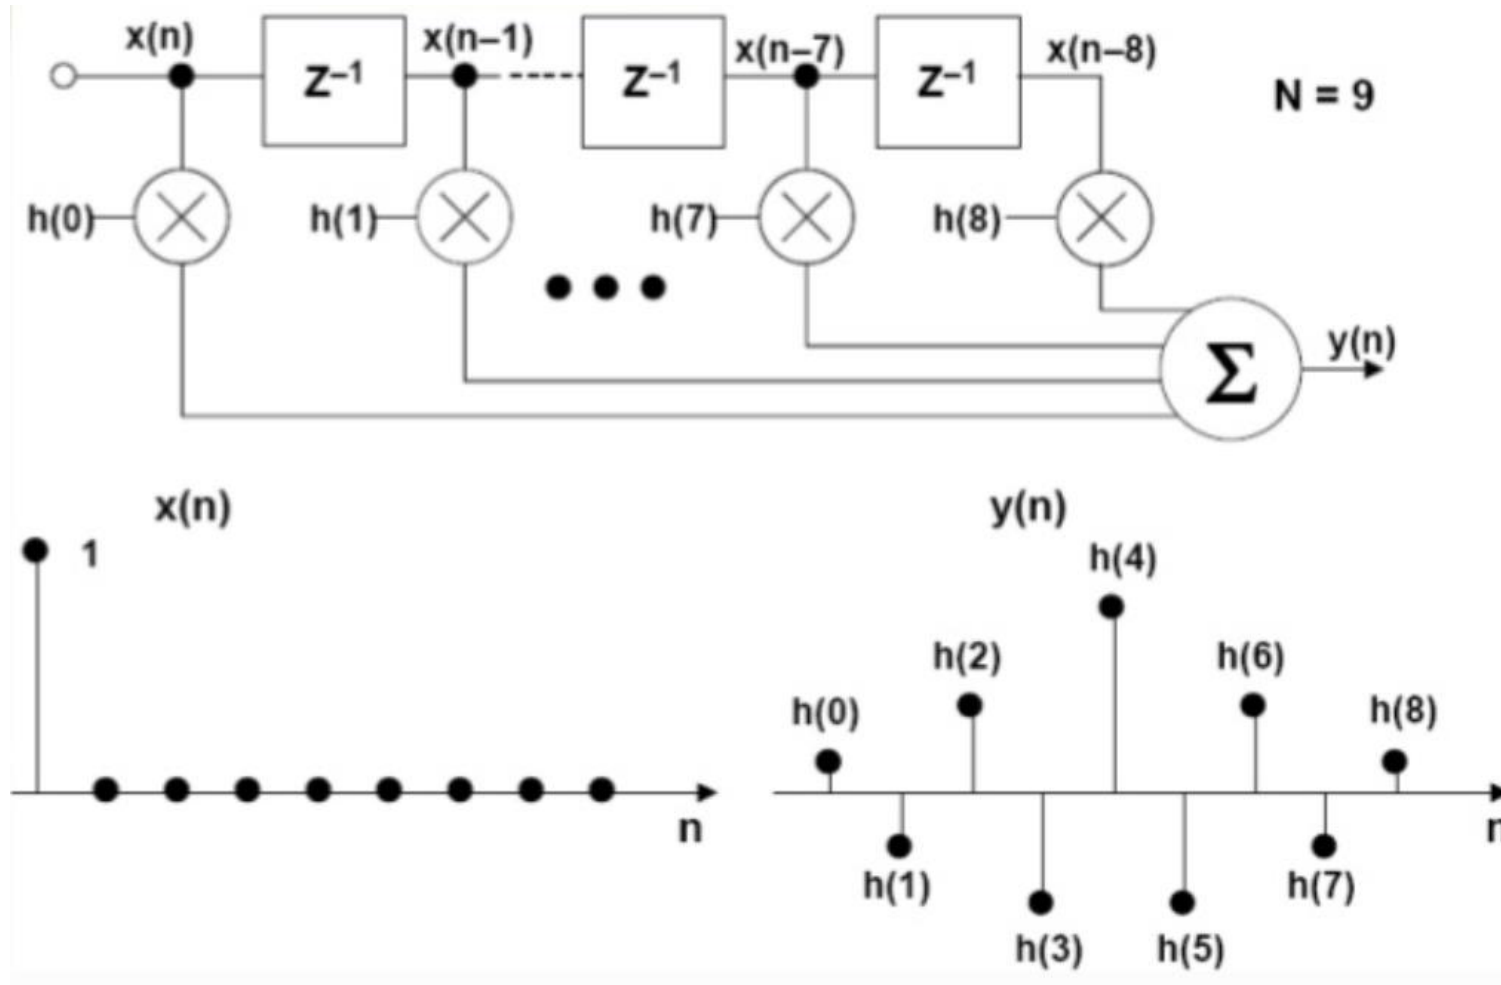 x(n) x(n–1) x(n–7) x(n–8)
Z–1 Z–1 Z–1
N = 9
h(0) h(1) h(7) h(8)
Σ y(n)
x(n)
1
n
y(n)
h(4)
h(2) h(6)
h(0) h(8)
n
h(1) h(7)
h(3) h(5)